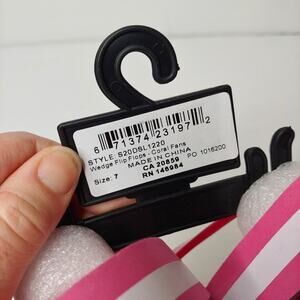 6 71374 23197 2
STYLE: S20DSL1220
Wedge Flip Flops - Coral Fans
MADE IN CHINA
CA 20859 PO 1016200
Size: 7 RN 146984